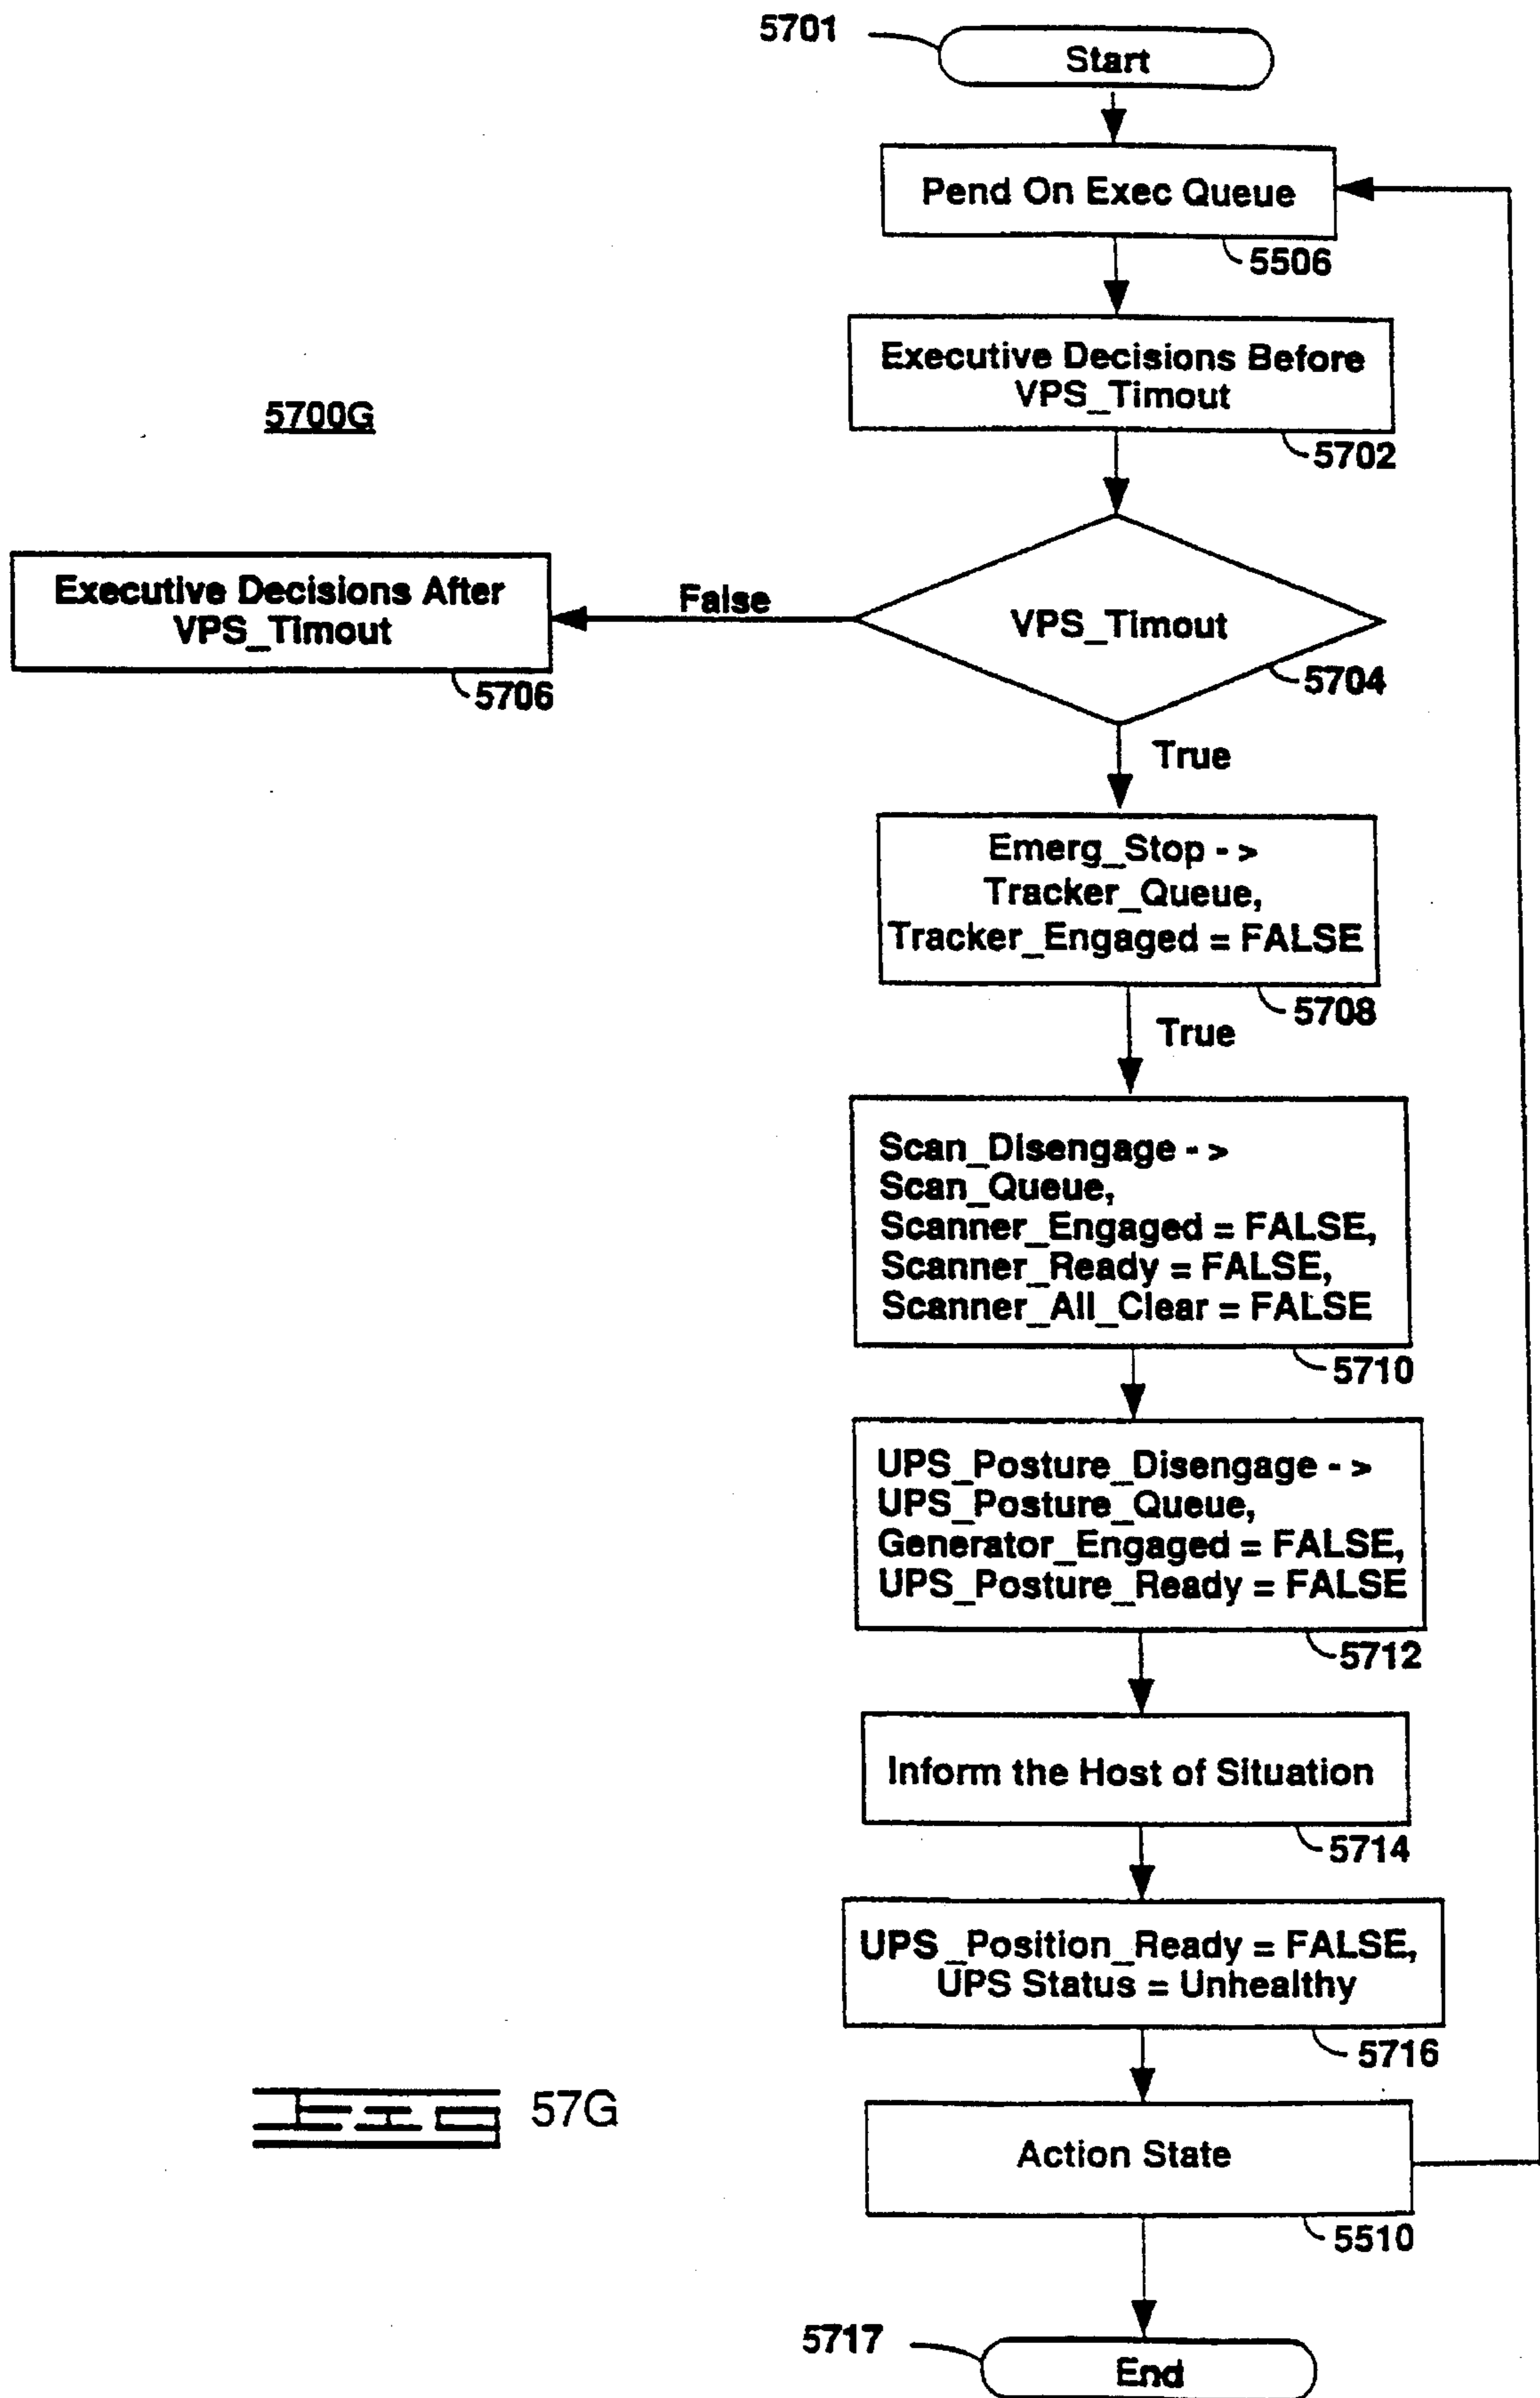 5701
Start
Pend On Exec Queue
5506
Executive Decisions Before
VPS_Timout
5702
5700G
VPS_Timout
5704
False
Executive Decisions After
VPS_Timout
5706
True
Emerg_Stop - >
Tracker_Queue,
Tracker_Engaged = FALSE
5708
True
Scan_Disengage - >
Scan_Queue,
Scanner_Engaged = FALSE,
Scanner_Ready = FALSE,
Scanner_All_Clear = FALSE
5710
UPS_Posture_Disengage - >
UPS_Posture_Queue,
Generator_Engaged = FALSE,
UPS_Posture_Ready = FALSE
5712
Inform the Host of Situation
5714
UPS_Position_Ready = FALSE,
UPS Status = Unhealthy
5716
57G
Action State
5510
5717
End